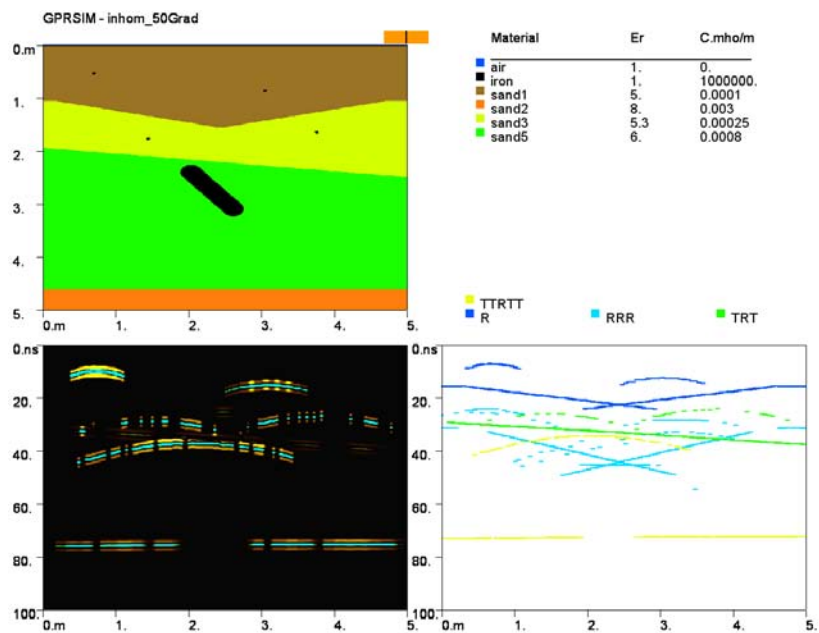 GPRSIM - inhom_50Grad
Material Er C.mho/m
air 1. 0.
iron 1. 1000000.
sand1 5. 0.0001
sand2 8. 0.003
sand3 5.3 0.00025
sand5 6. 0.0008
0.m
1.
2.
3.
4.
5.
0.m 1. 2. 3. 4. 5.
TTRTT
R RRR TRT
0.ns
20.
40.
60.
80.
100.
0.m 1. 2. 3. 4. 5.
0.ns
20.
40.
60.
80.
100.
0.m 1. 2. 3. 4. 5.